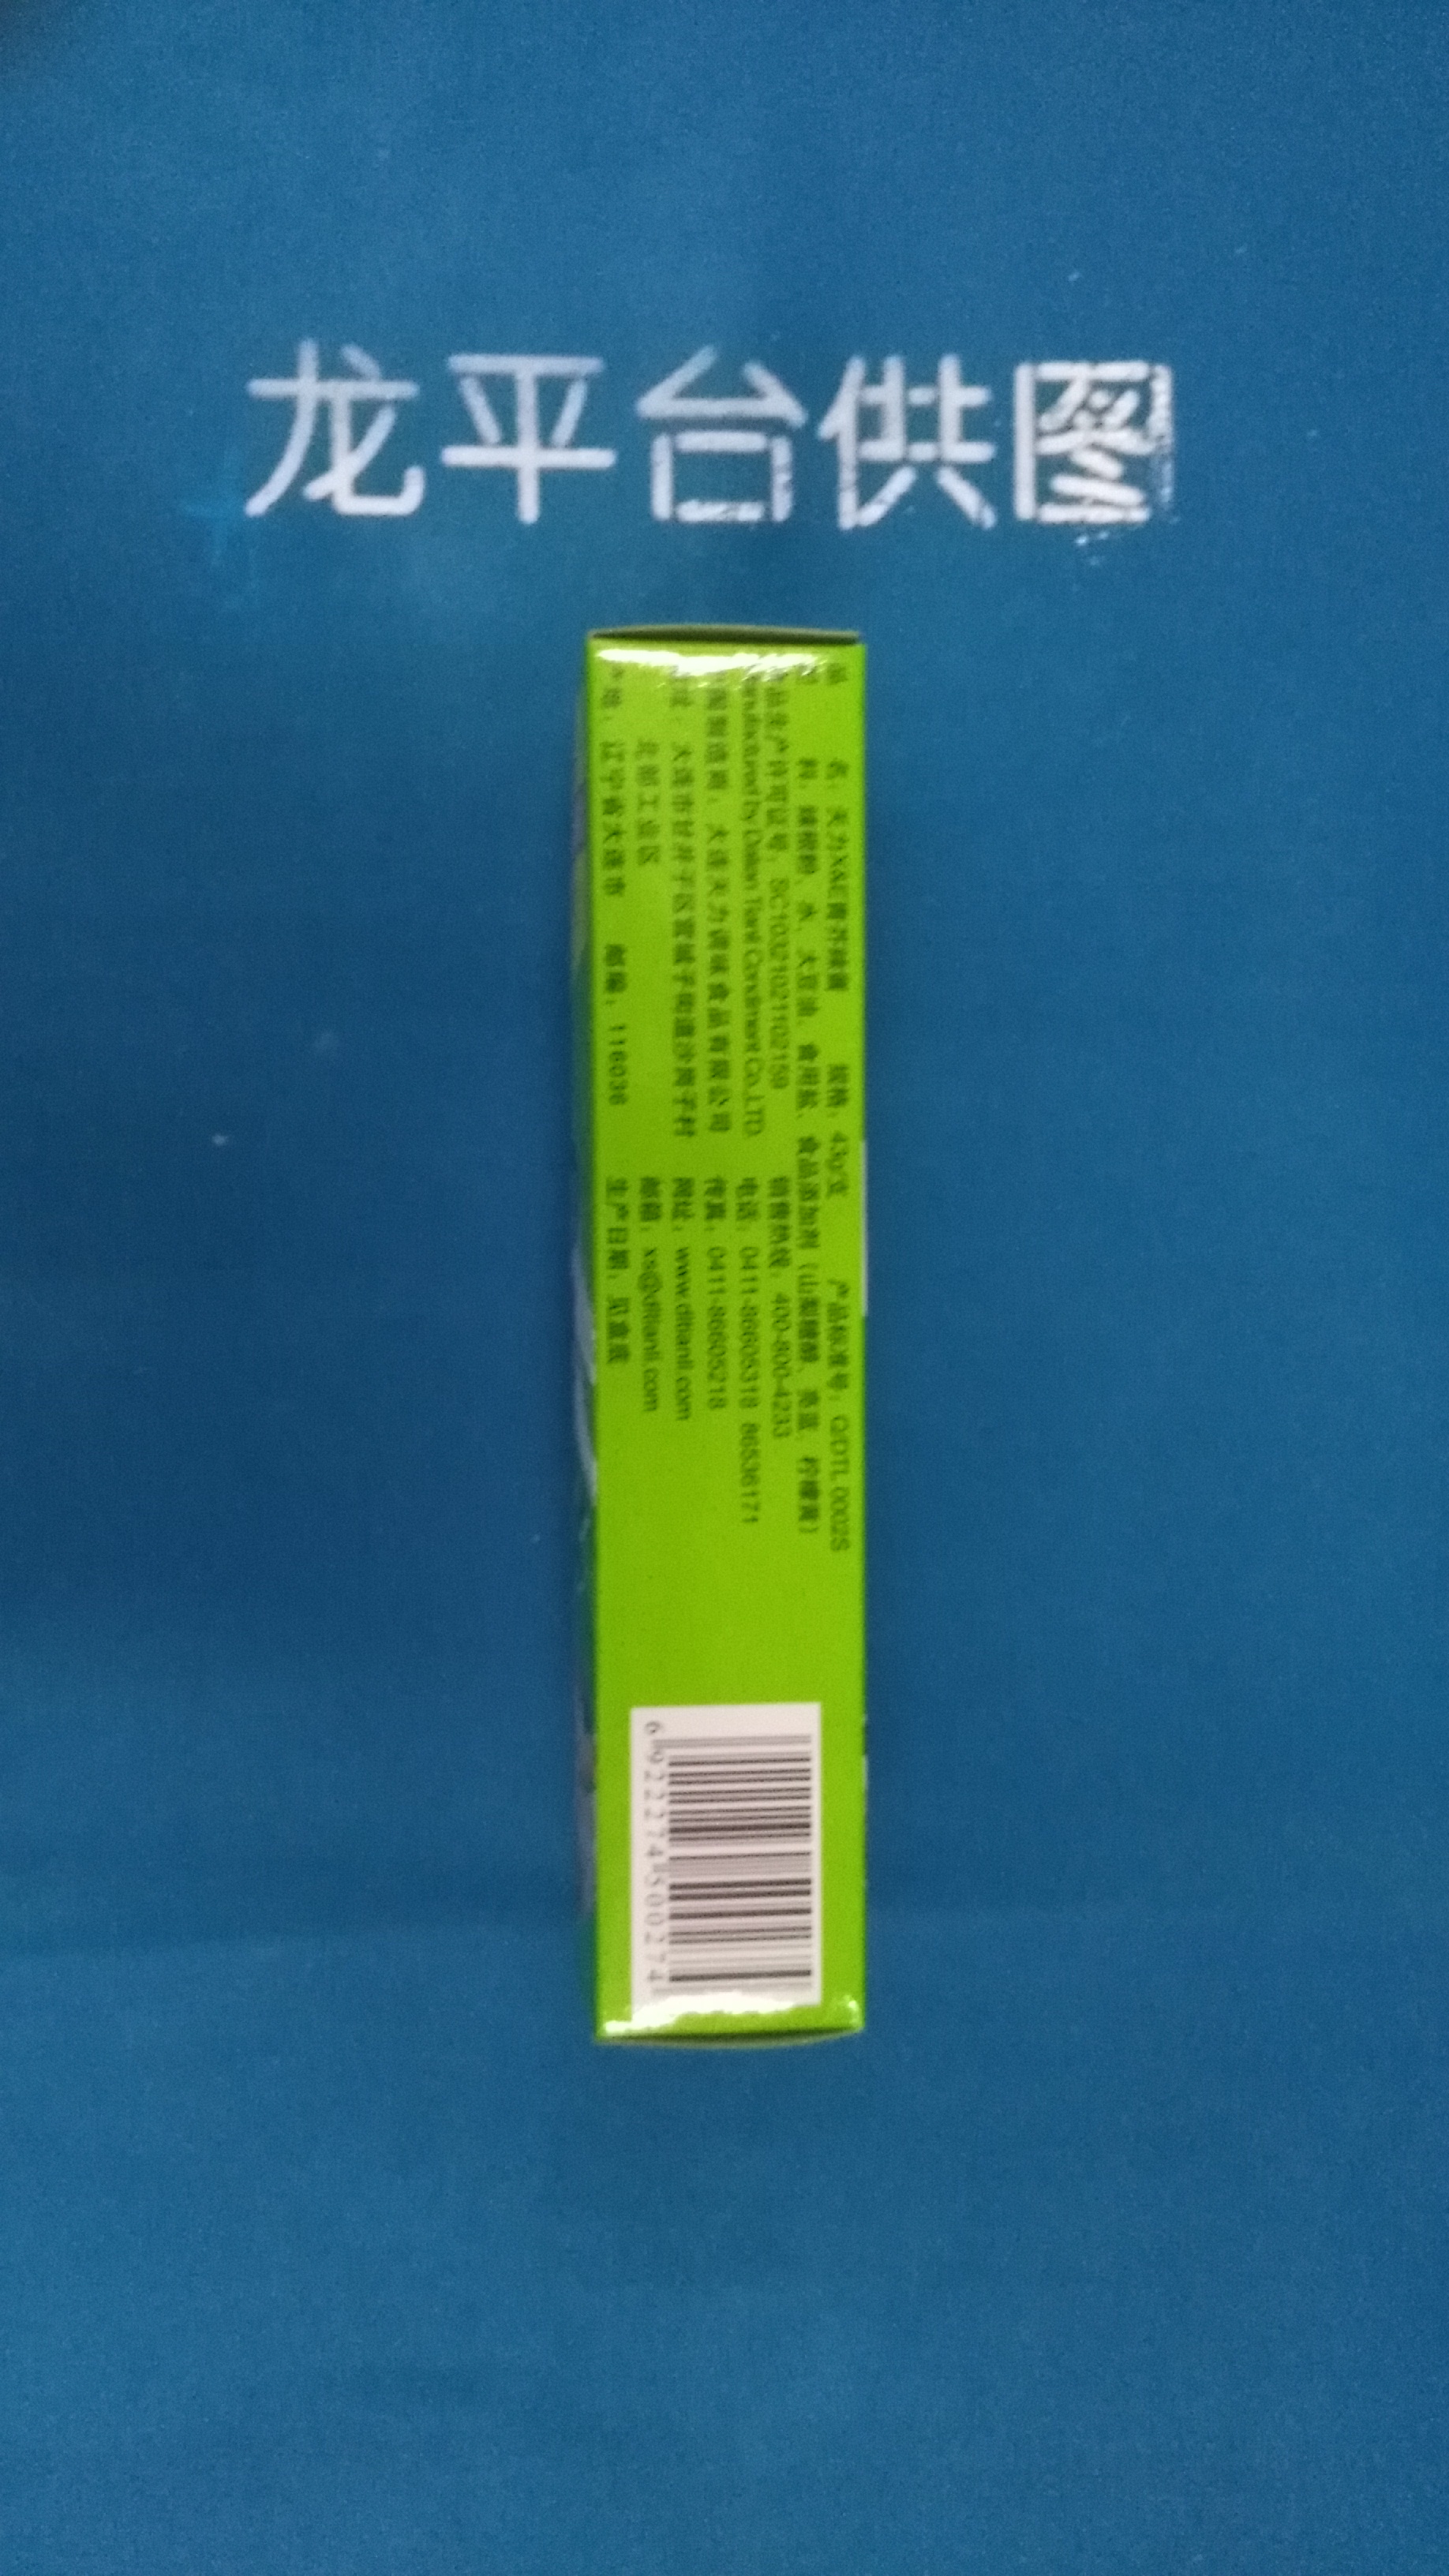 龙平台供图
品 名：天力X&E青芥辣膏 规格：43g/支 产品标准号：Q/DTL 0002S
料：辣根粉、水、大豆油、食用盐、食品添加剂（山梨糖醇、亮蓝、柠檬黄）
品生产许可证号：SC10321021102159 销售热线：400-800-4233
anufactured by Dalian Tianli Condiment Co.,LTD. 电话：0411-86605318 86536171
制造商：大连天力调味食品有限公司 传真：0411-86605218
址：大连市甘井子区营城子街道沙岗子村 网址：www.dltianli.com
北部工业区 邮箱：xs@dltianli.com
产地：辽宁省大连市 邮编：116036 生产日期：见盒底
6922274500274